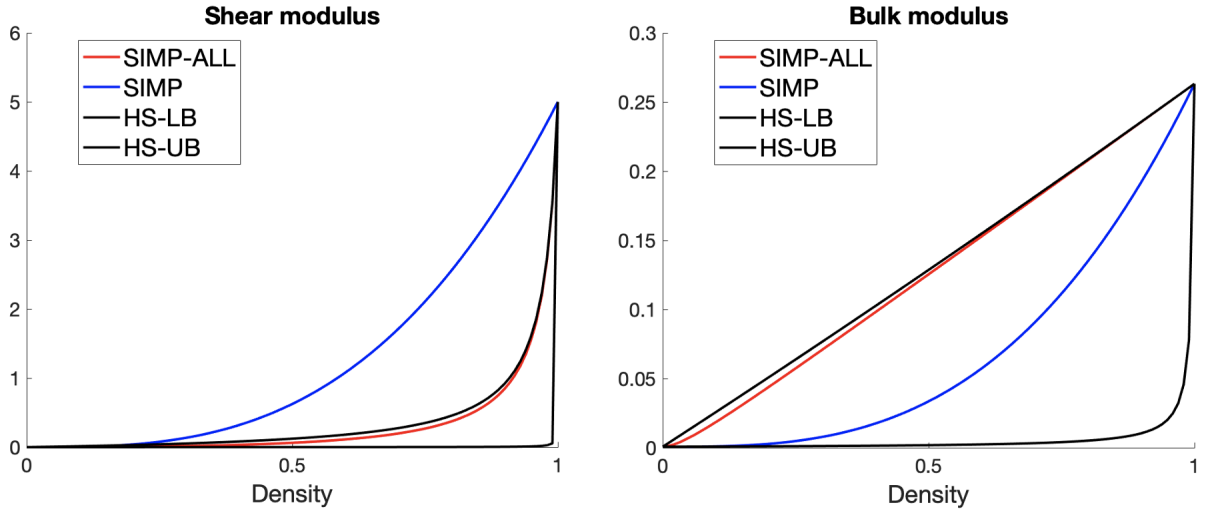 Shear modulus
6
5
4
3
2
1
0
SIMP-ALL
SIMP
HS-LB
HS-UB
0
0.5
1
Density
Bulk modulus
0.3
0.25
0.2
0.15
0.1
0.05
0
SIMP-ALL
SIMP
HS-LB
HS-UB
0
0.5
1
Density